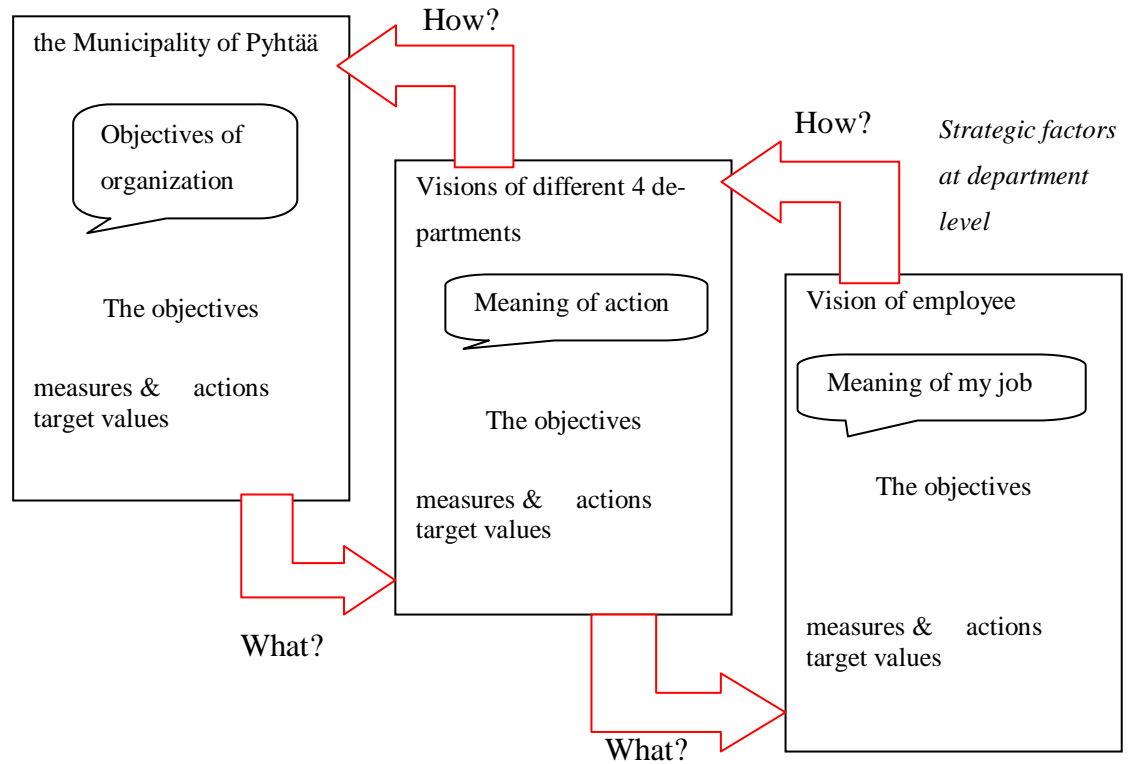 the Municipality of Pyhtää
Objectives of
organization
The objectives
measures & actions
target values
How?
What?
Visions of different 4 de-
partments
Meaning of action
The objectives
measures & actions
target values
How?
What?
Strategic factors
at department
level
Vision of employee
Meaning of my job
The objectives
measures & actions
target values